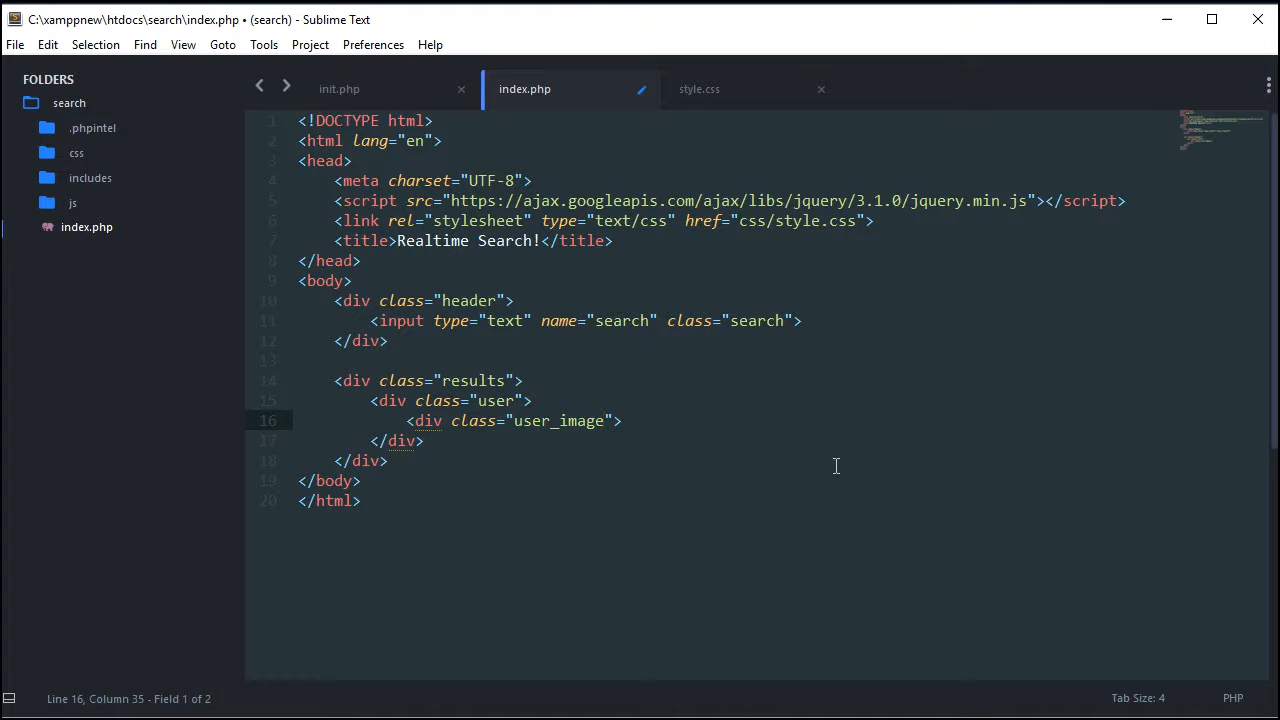 C:\xamppnew\htdocs\search\index.php • (search) - Sublime Text
File Edit Selection Find View Goto Tools Project Preferences Help
FOLDERS
search
.phpintel
css
includes
js
index.php
init.php × index.php style.css ×
1 <!DOCTYPE html>
2 <html lang="en">
3 <head>
4 <meta charset="UTF-8">
5 <script src="https://ajax.googleapis.com/ajax/libs/jquery/3.1.0/jquery.min.js"></script>
6 <link rel="stylesheet" type="text/css" href="css/style.css">
7 <title>Realtime Search!</title>
8 </head>
9 <body>
10 <div class="header">
11 <input type="text" name="search" class="search">
12 </div>
13
14 <div class="results">
15 <div class="user">
16 <div class="user_image">
17 </div>
18 </div>
19 </body>
20 </html>
Line 16, Column 35 - Field 1 of 2
Tab Size: 4
PHP